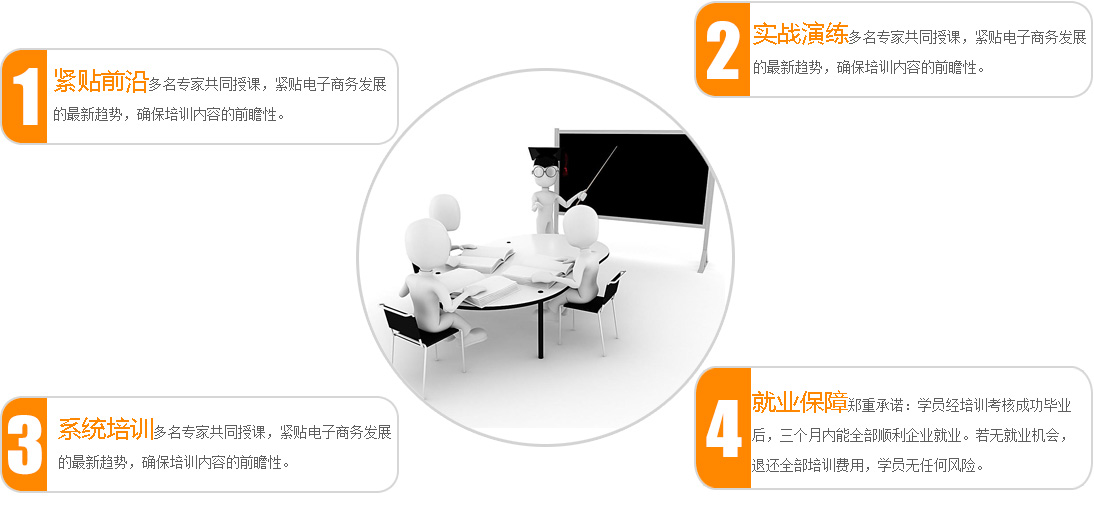 1
紧贴前沿多名专家共同授课，紧贴电子商务发展
的最新趋势，确保培训内容的前瞻性。
2
实战演练多名专家共同授课，紧贴电子商务发展
的最新趋势，确保培训内容的前瞻性。
3
系统培训多名专家共同授课，紧贴电子商务发展
的最新趋势，确保培训内容的前瞻性。
4
就业保障郑重承诺：学员经培训考核成功毕业
后，三个月内能全部顺利企业就业。若无就业机会，
退还全部培训费用，学员无任何风险。